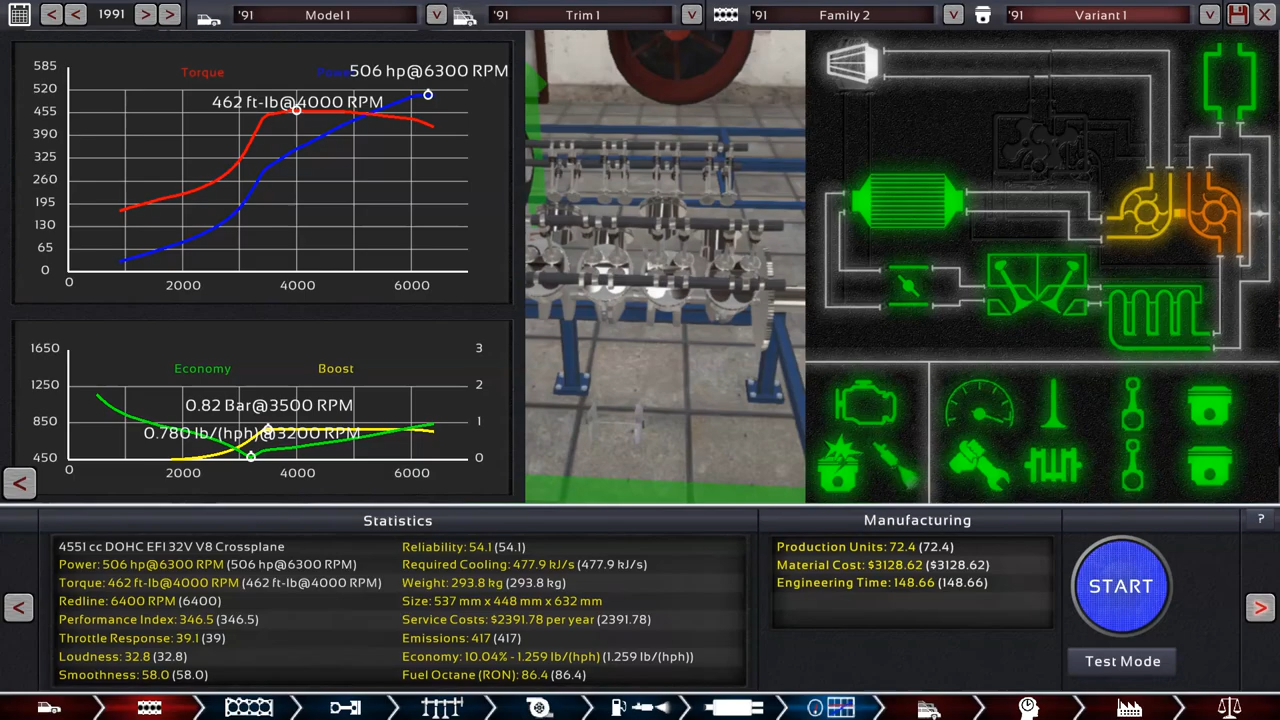 1991
'91 Model 1
'91 Trim 1
'91 Family 2
'91 Variant 1
Torque
506 hp@6300 RPM
462 ft-lb@4000 RPM
585
520
455
390
325
260
195
130
65
0
0 2000 4000 6000
1650
1250
850
450
Economy
Boost
3
2
1
0
0.82 Bar@3500 RPM
0.780 lb/(hph)@3200 RPM
0 2000 4000 6000
<
Statistics
4551 cc DOHC EFI 32V V8 Crossplane
Power: 506 hp@6300 RPM (506 hp@6300 RPM)
Torque: 462 ft-lb@4000 RPM (462 ft-lb@4000 RPM)
Redline: 6400 RPM (6400)
Performance Index: 346.5 (346.5)
Throttle Response: 39.1 (39)
Loudness: 32.8 (32.8)
Smoothness: 58.0 (58.0)
Reliability: 54.1 (54.1)
Required Cooling: 477.9 kJ/s (477.9 kJ/s)
Weight: 293.8 kg (293.8 kg)
Size: 537 mm x 448 mm x 632 mm
Service Costs: $2391.78 per year (2391.78)
Emissions: 417 (417)
Economy: 10.04% - 1.259 lb/(hph) (1.259 lb/(hph))
Fuel Octane (RON): 86.4 (86.4)
Manufacturing
Production Units: 72.4 (72.4)
Material Cost: $3128.62 ($3128.62)
Engineering Time: 148.66 (148.66)
?
START
Test Mode
< >